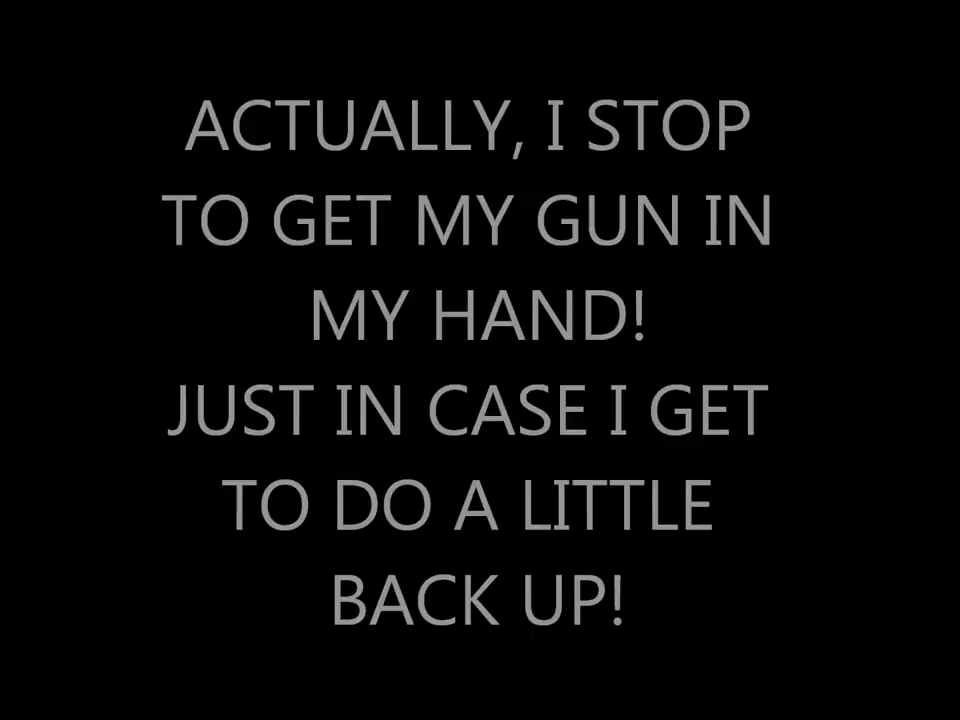 ACTUALLY, I STOP
TO GET MY GUN IN
MY HAND!
JUST IN CASE I GET
TO DO A LITTLE
BACK UP!